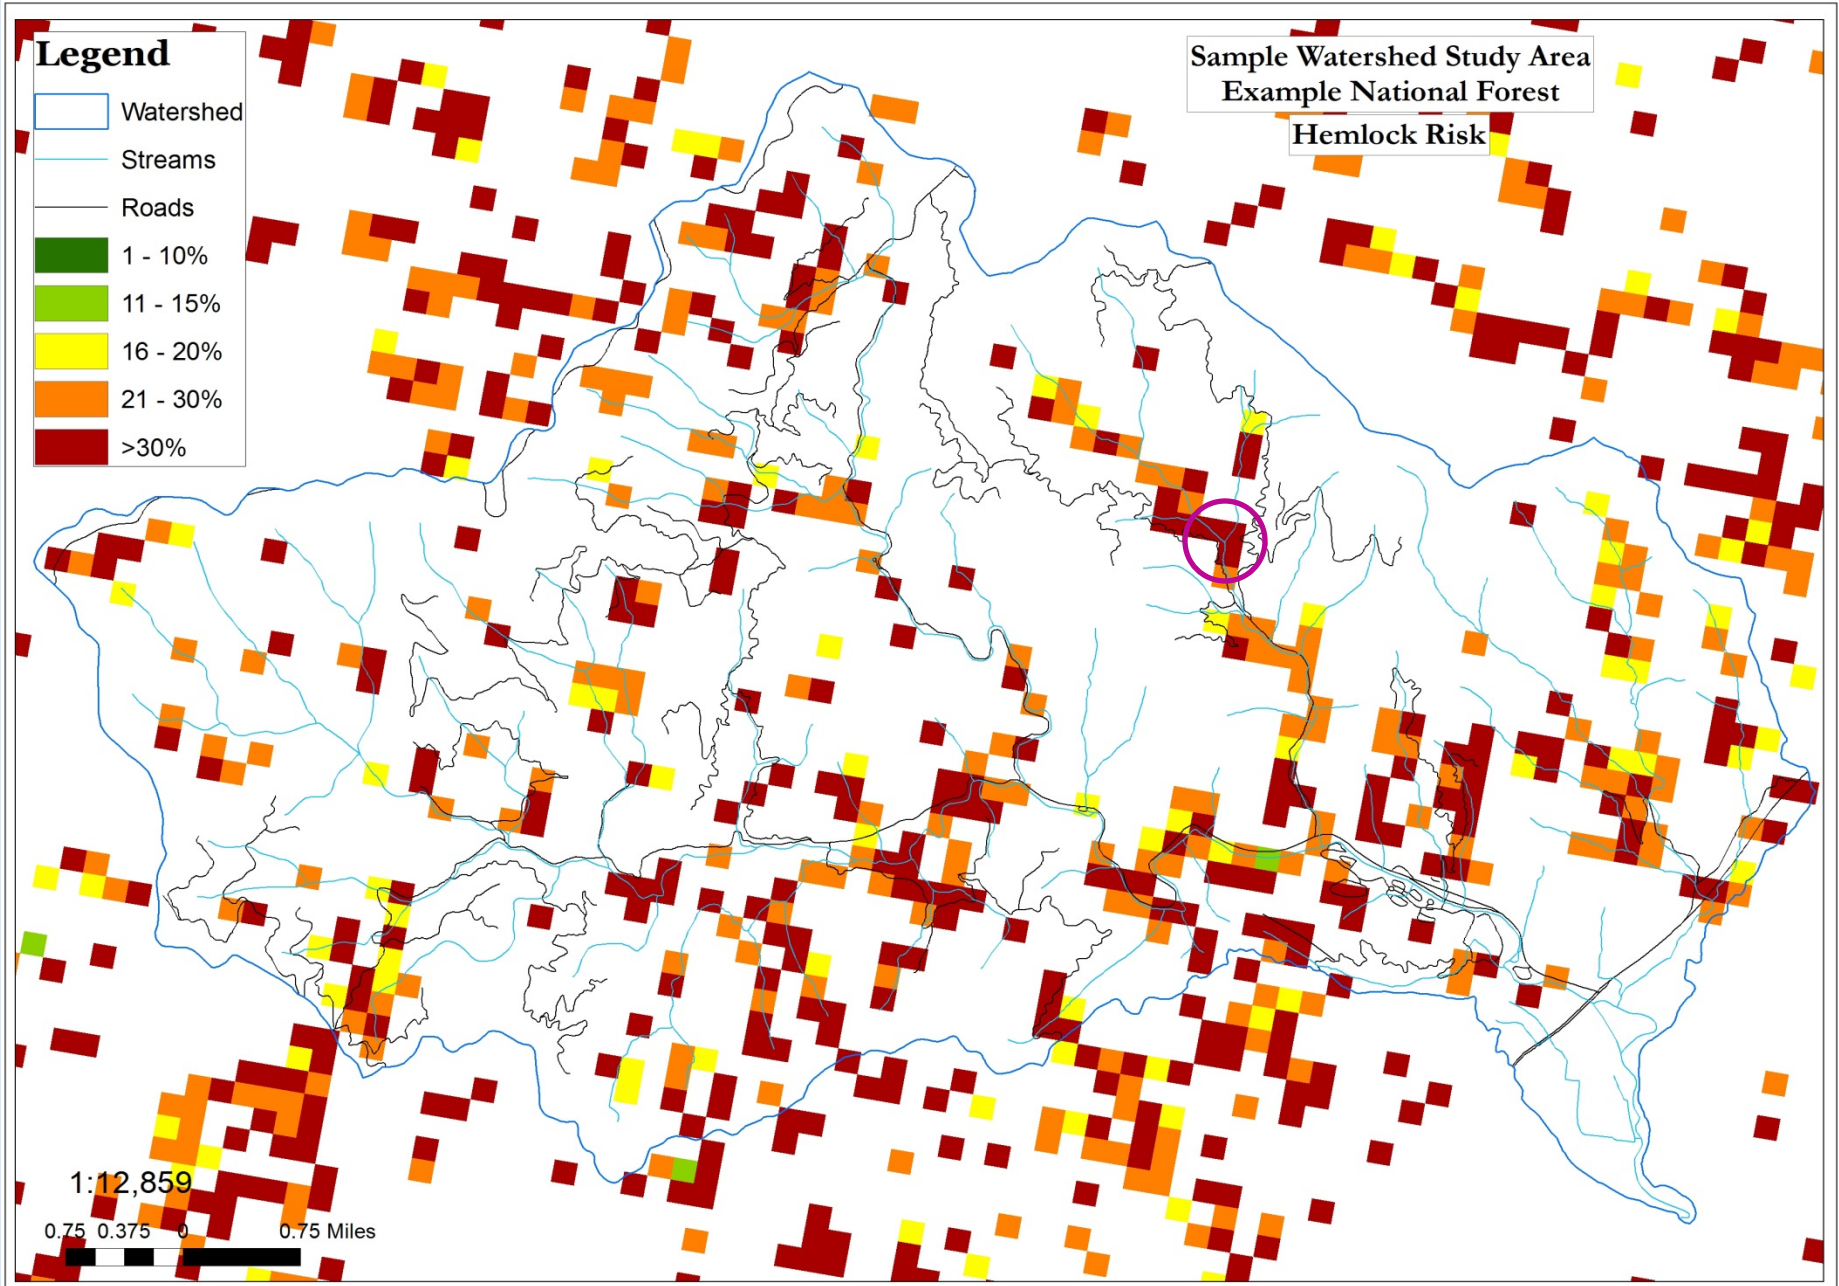 Legend
Watershed
Streams
Roads
1 - 10%
11 - 15%
16 - 20%
21 - 30%
>30%
Sample Watershed Study Area
Example National Forest
Hemlock Risk
1:12,859
0.75 0.375 0 0.75 Miles